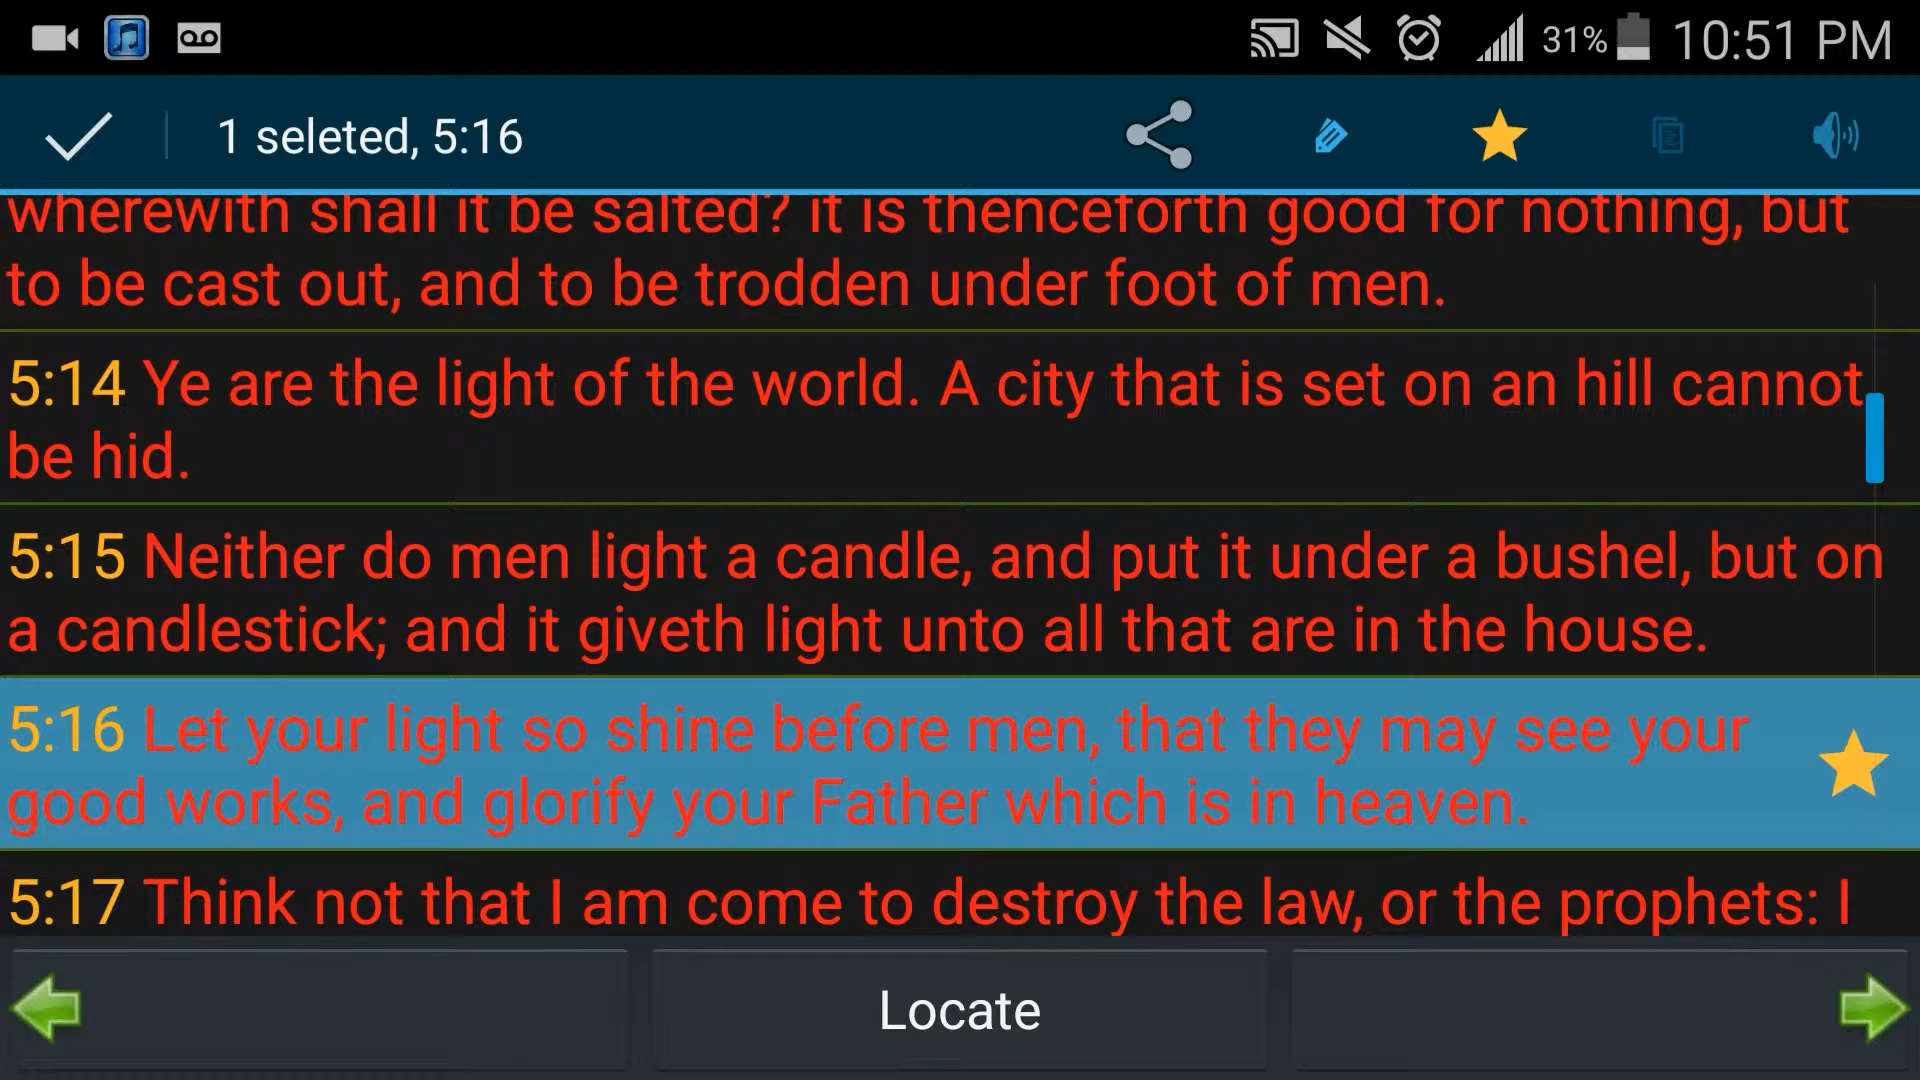 31% 10:51 PM
1 seleted, 5:16
wherewith shall it be salted? it is thenceforth good for nothing, but
to be cast out, and to be trodden under foot of men.
5:14 Ye are the light of the world. A city that is set on an hill cannot
be hid.
5:15 Neither do men light a candle, and put it under a bushel, but on
a candlestick; and it giveth light unto all that are in the house.
5:16 Let your light so shine before men, that they may see your
good works, and glorify your Father which is in heaven.
5:17 Think not that I am come to destroy the law, or the prophets: I
Locate